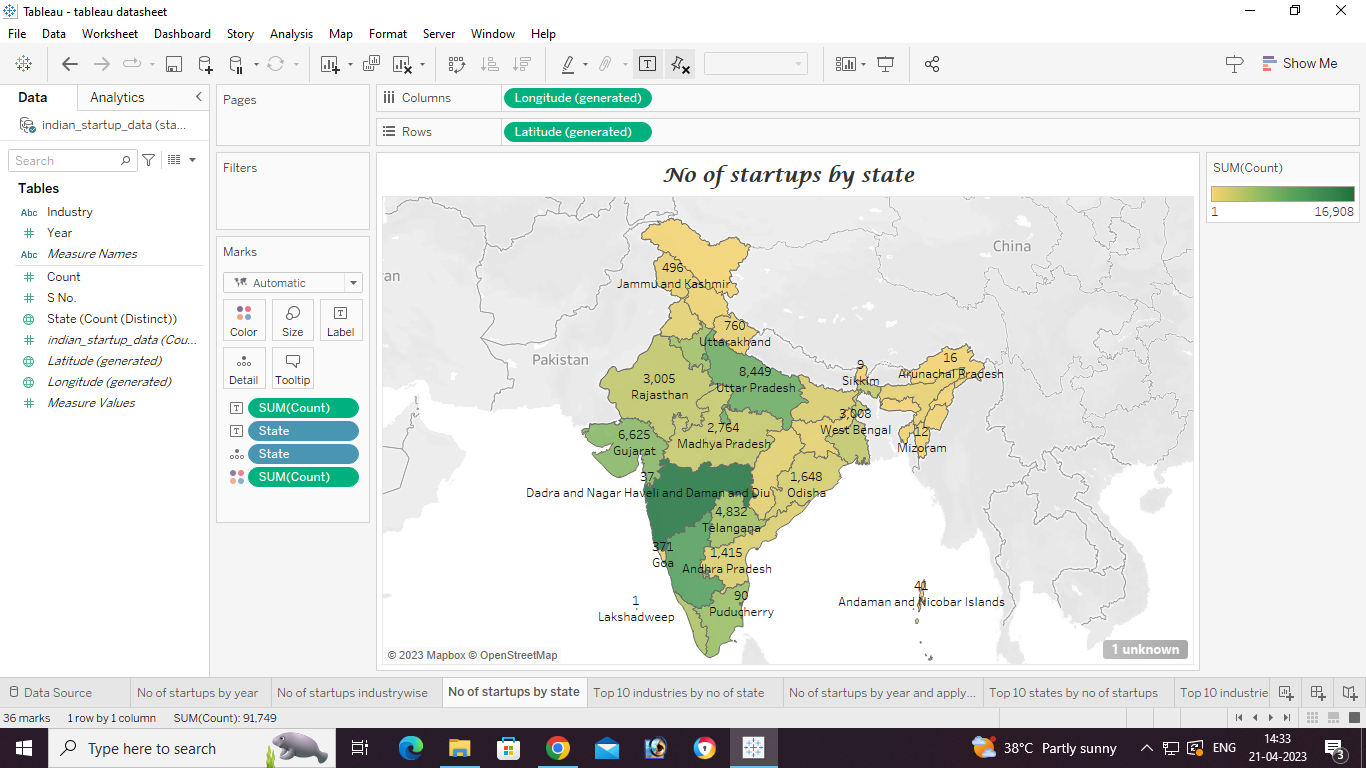 Tableau - tableau datasheet
File Data Worksheet Dashboard Story Analysis Map Format Server Window Help
Show Me
Data Analytics
indian_startup_data (sta...
Search
Tables
Abc Industry
Year
Abc Measure Names
Count
S No.
State (Count (Distinct))
indian_startup_data (Cou...
Latitude (generated)
Longitude (generated)
Measure Values
Pages
Filters
Marks
Automatic
Color Size Label
Detail Tooltip
SUM(Count)
State
State
SUM(Count)
Columns Longitude (generated)
Rows Latitude (generated)
No of startups by state
China
an
Pakistan
496
Jammu and Kashmir
760
Uttarakhand
9
Sikkim
16
Arunachal Pradesh
3,005
Rajasthan
8,449
Uttar Pradesh
3,008
West Bengal
2,764
Madhya Pradesh
12
Mizoram
6,625
Gujarat
37
Dadra and Nagar Haveli and Daman and Diu
1,648
Odisha
4,832
Telangana
371
Goa
1,415
Andhra Pradesh
1
Lakshadweep
90
Puducherry
41
Andaman and Nicobar Islands
© 2023 Mapbox © OpenStreetMap
1 unknown
SUM(Count)
1 16,908
Data Source No of startups by year No of startups industrywise No of startups by state Top 10 industries by no of state No of startups by year and apply... Top 10 states by no of startups Top 10 industrie
36 marks 1 row by 1 column SUM(Count): 91,749
Type here to search
38°C Partly sunny
ENG
14:33
21-04-2023
3